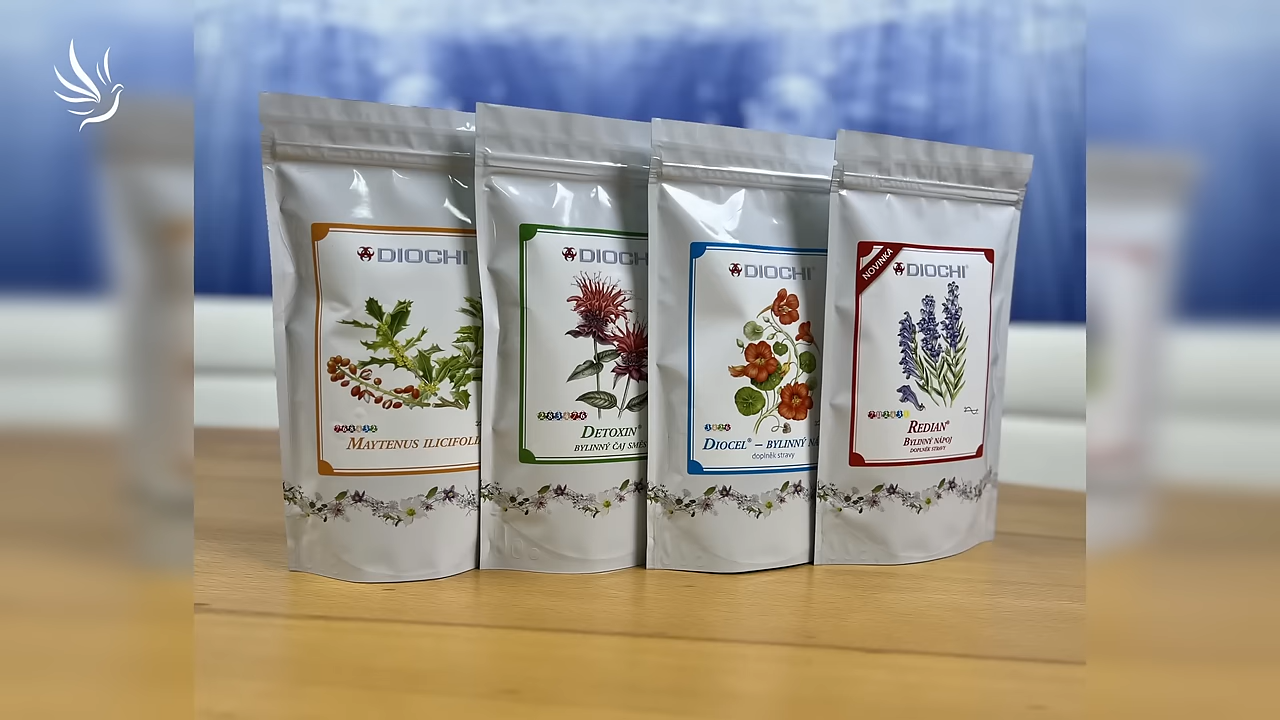 DIOCHI
MAYTENUS ILICIFOLI
DIOCHI
DETOXIN®
BYLINNÝ ČAJ SMĚS
DIOCHI
DIOCEL® – BYLINNÝ NÁ
doplněk stravy
NOVINKA
DIOCHI®
REDIAN®
BYLINNÝ NÁPOJ
DOPLNĚK STRAVY